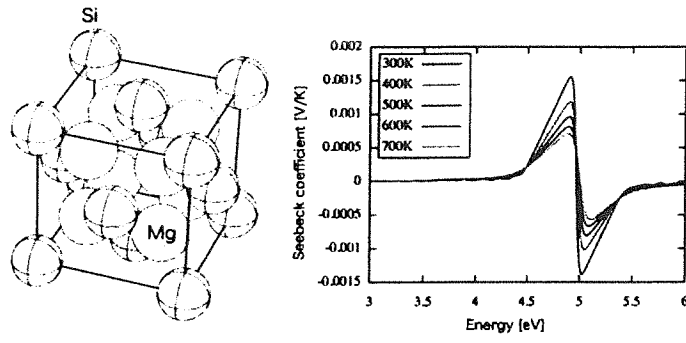 Si
Mg
Seebeck coefficient [V/K]
0.002
0.0015
0.001
0.0005
0
-0.0005
-0.001
-0.0015
300K
400K
500K
600K
700K
3
3.5
4
4.5
5
5.5
6
Energy [eV]